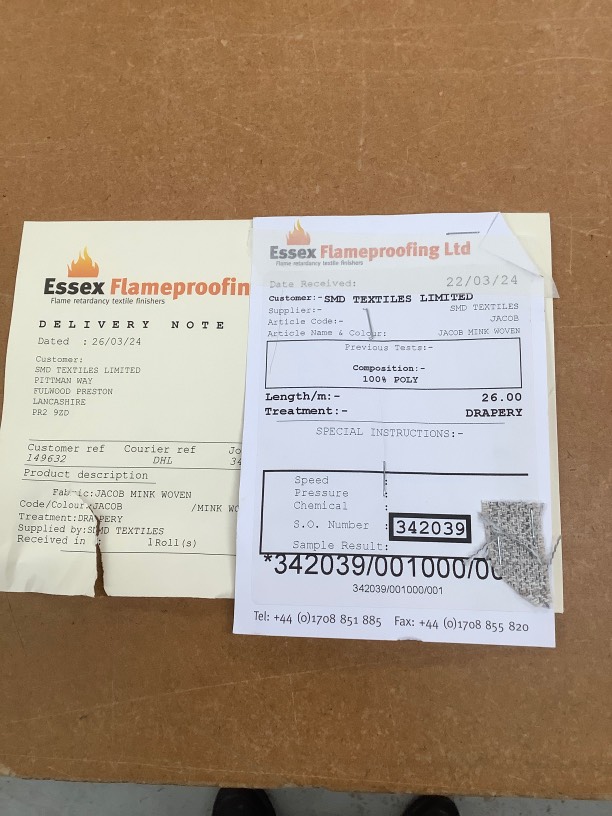 Essex Flameproofin
Flame retardancy textile finishers
DELIVERY NOTE
Dated : 26/03/24
Customer:
SMD TEXTILES LIMITED
PITTMAN WAY
FULWOOD PRESTON
LANCASHIRE
PR2 9ZD
Customer ref Courier ref Jo
149632 DHL 34
Product description
Fabric:JACOB MINK WOVEN
Code/Colour:JACOB /MINK WO
Treatment:DRAPERY
Supplied by:SMD TEXTILES
Received in : 1Roll(s)
Essex Flameproofing Ltd
Flame retardancy textile finishers
Date Received: 22/03/24
Customer:- SMD TEXTILES LIMITED
Supplier:- SMD TEXTILES
Article Code:- JACOB
Article Name & Colour:- JACOB MINK WOVEN
Previous Tests:-
Composition:-
100% POLY
Length/m:- 26.00
Treatment:- DRAPERY
SPECIAL INSTRUCTIONS:-
Speed :
Pressure :
Chemical :
S.O. Number : 342039
Sample Result:
*342039/001000/00
342039/001000/001
Tel: +44 (0)1708 851 885 Fax: +44 (0)1708 855 820